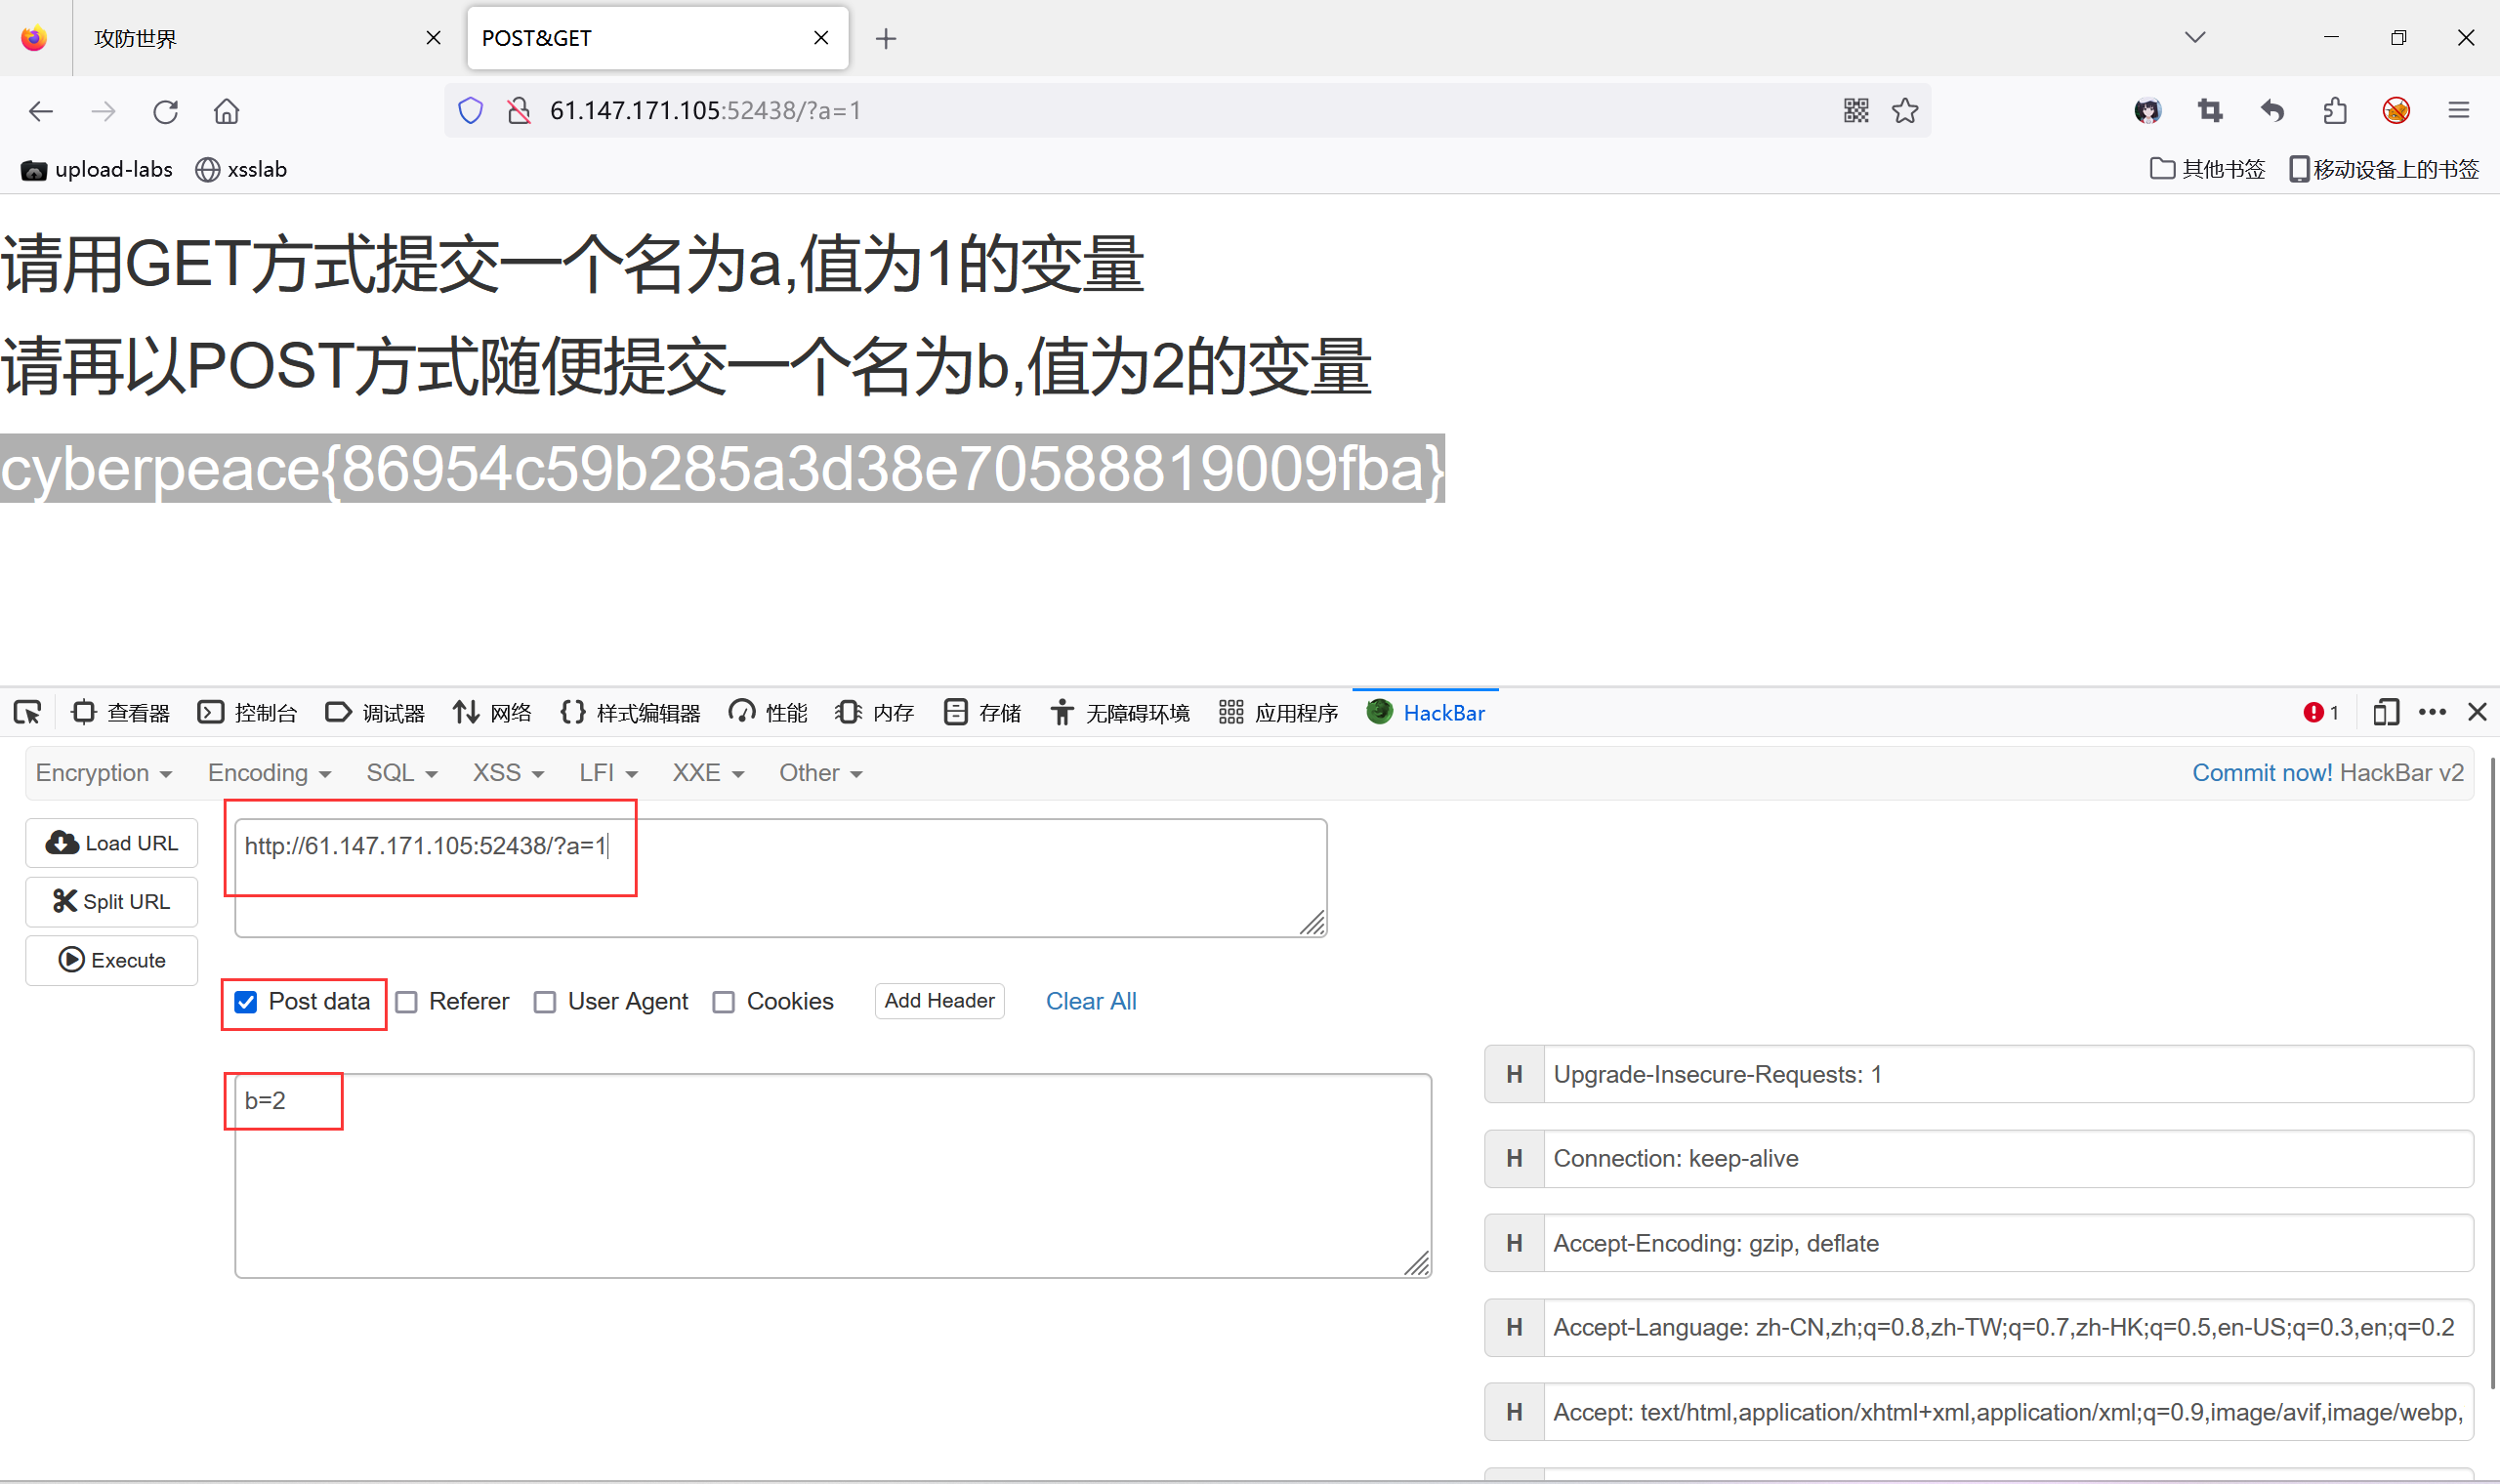 攻防世界
POST&GET
61.147.171.105:52438/?a=1
upload-labs xsslab 其他书签 移动设备上的书签
请用GET方式提交一个名为a,值为1的变量
请再以POST方式随便提交一个名为b,值为2的变量
cyberpeace{86954c59b285a3d38e70588819009fba}
查看器 控制台 调试器 网络 样式编辑器 性能 内存 存储 无障碍环境 应用程序 HackBar 1
Encryption Encoding SQL XSS LFI XXE Other Commit now! HackBar v2
Load URL
http://61.147.171.105:52438/?a=1
Split URL
Execute
Post data Referer User Agent Cookies Add Header Clear All
b=2
H Upgrade-Insecure-Requests: 1
H Connection: keep-alive
H Accept-Encoding: gzip, deflate
H Accept-Language: zh-CN,zh;q=0.8,zh-TW;q=0.7,zh-HK;q=0.5,en-US;q=0.3,en;q=0.2
H Accept: text/html,application/xhtml+xml,application/xml;q=0.9,image/avif,image/webp,